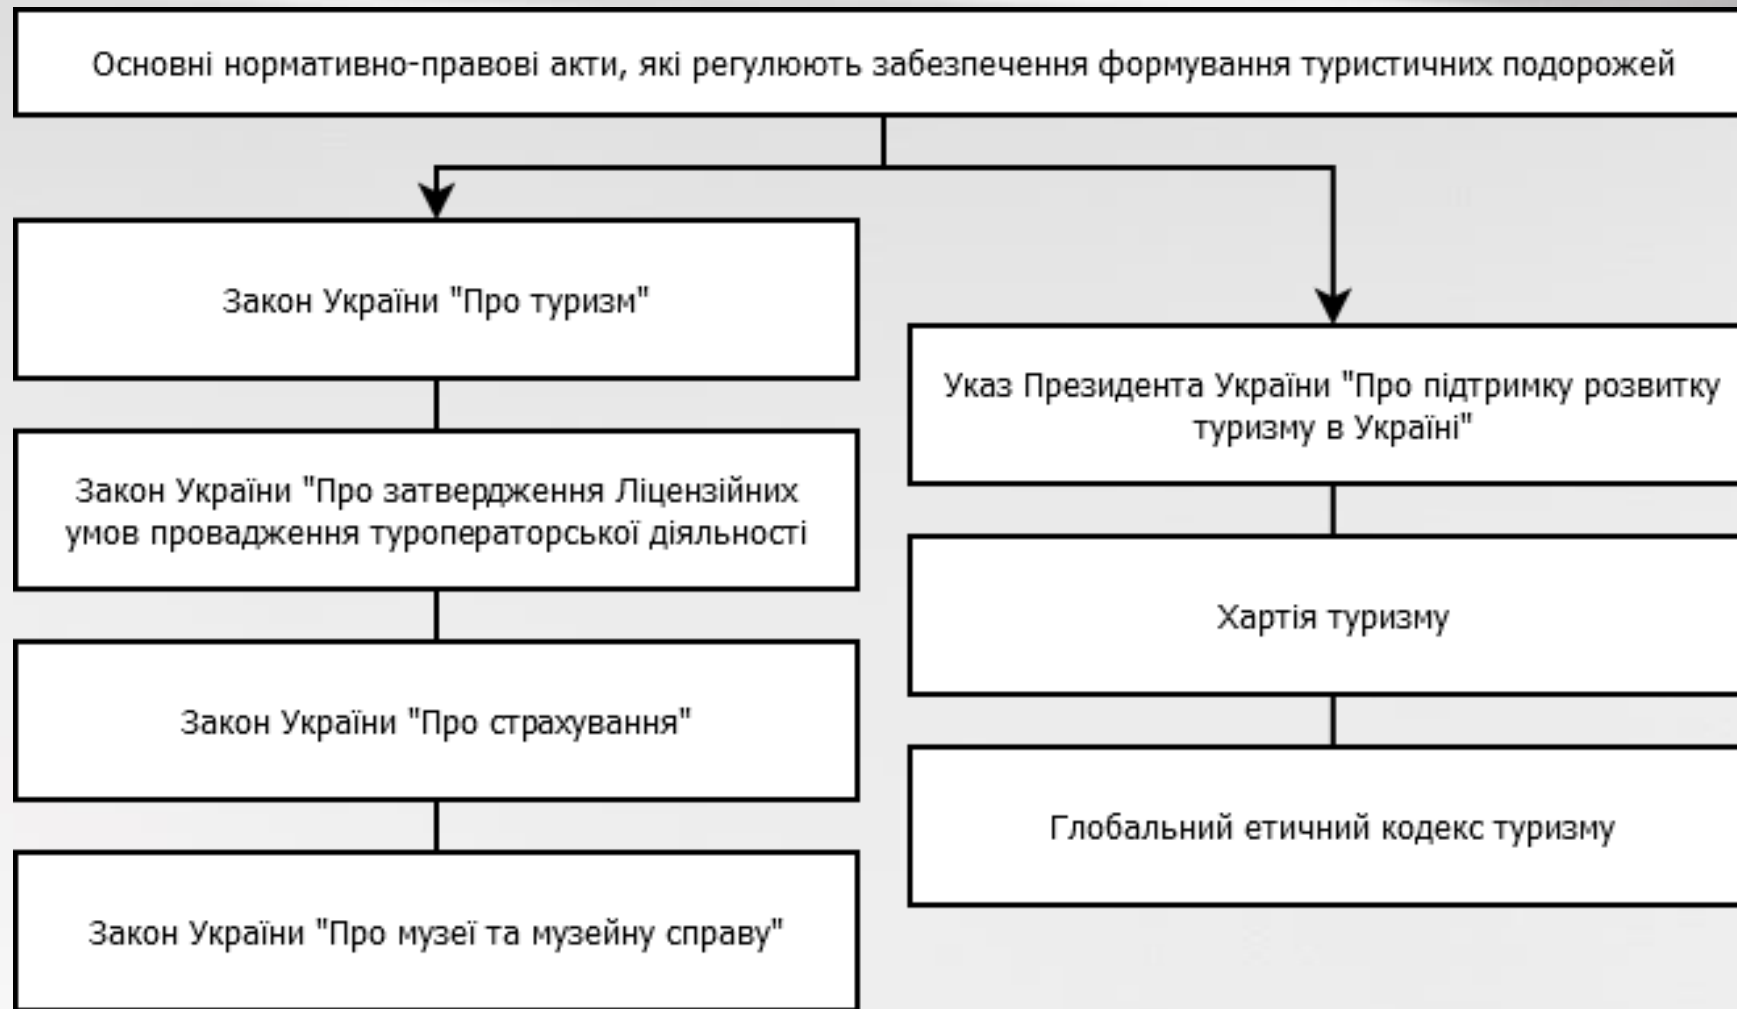 Основні нормативно-правові акти, які регулюють забезпечення формування туристичних подорожей
Закон України "Про туризм"
Закон України "Про затвердження Ліцензійних
умов провадження туроператорської діяльності
Закон України "Про страхування"
Закон України "Про музеї та музейну справу"
Указ Президента України "Про підтримку розвитку
туризму в Україні"
Хартія туризму
Глобальний етичний кодекс туризму